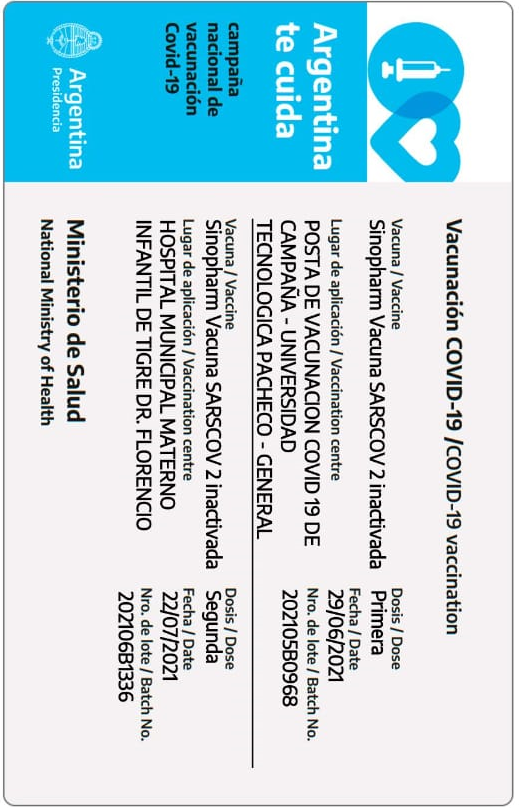 Argentina
te cuida
campaña
nacional de
vacunación
Covid-19
Argentina
Presidencia
Vacunación COVID-19 /COVID-19 vaccination
Vacuna / Vaccine
Sinopharm Vacuna SARSCOV 2 inactivada
Dosis / Dose
Primera
Lugar de aplicación / Vaccination centre
POSTA DE VACUNACION COVID 19 DE
CAMPAÑA - UNIVERSIDAD
TECNOLOGICA PACHECO - GENERAL
Fecha / Date
29/06/2021
Nro. de lote / Batch No.
202105B0968
Vacuna / Vaccine
Sinopharm Vacuna SARSCOV 2 inactivada
Dosis / Dose
Segunda
Lugar de aplicación / Vaccination centre
HOSPITAL MUNICIPAL MATERNO
INFANTIL DE TIGRE DR. FLORENCIO
Fecha / Date
22/07/2021
Nro. de lote / Batch No.
202106B1336
Ministerio de Salud
National Ministry of Health